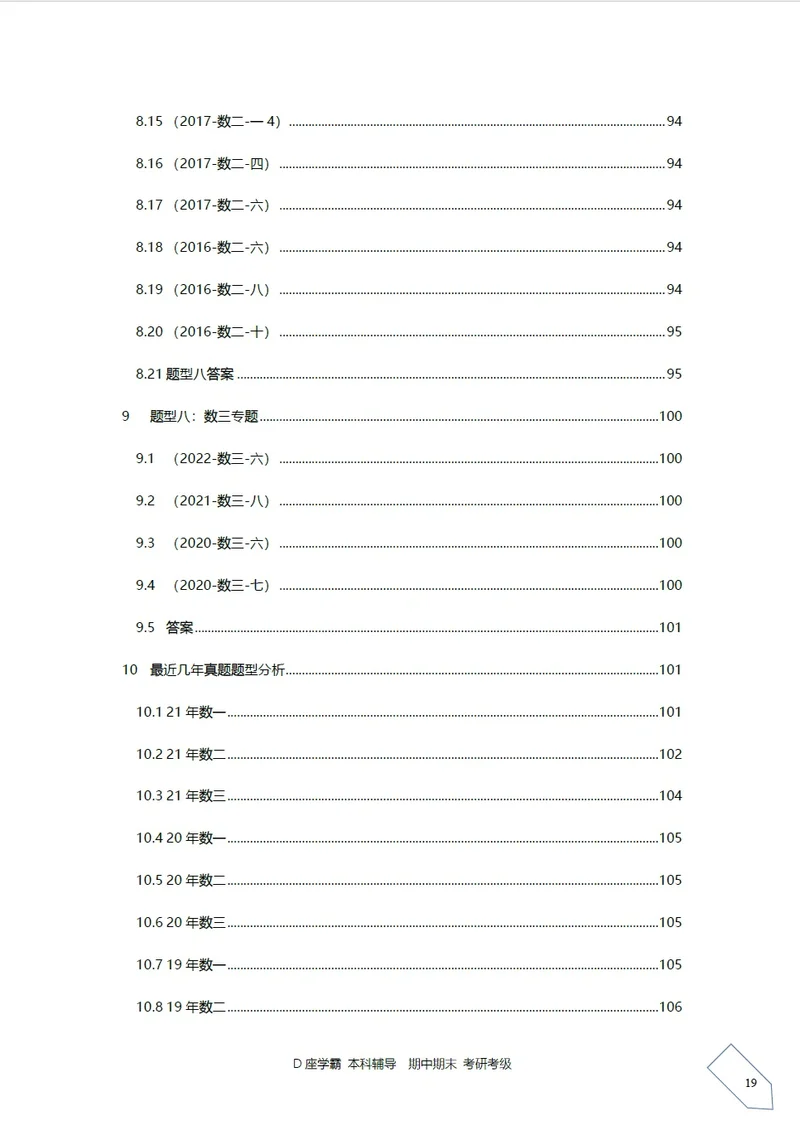 8.15 （2017-数二-一 4）........................94
8.16 （2017-数二-四）........................94
8.17 （2017-数二-六）........................94
8.18 （2016-数二-六）........................94
8.19 （2016-数二-八）........................94
8.20 （2016-数二-十）........................95
8.21 题型八答案........................95
9 题型八：数三专题........................100
9.1 （2022-数三-六）........................100
9.2 （2021-数三-八）........................100
9.3 （2020-数三-六）........................100
9.4 （2020-数三-七）........................100
9.5 答案........................101
10 最近几年真题题型分析........................101
10.1 21 年数一........................101
10.2 21 年数二........................102
10.3 21 年数三........................104
10.4 20 年数一........................105
10.5 20 年数二........................105
10.6 20 年数三........................105
10.7 19 年数一........................105
10.8 19 年数二........................106
D 座学霸 本科辅导 期中期末 考研考级
19